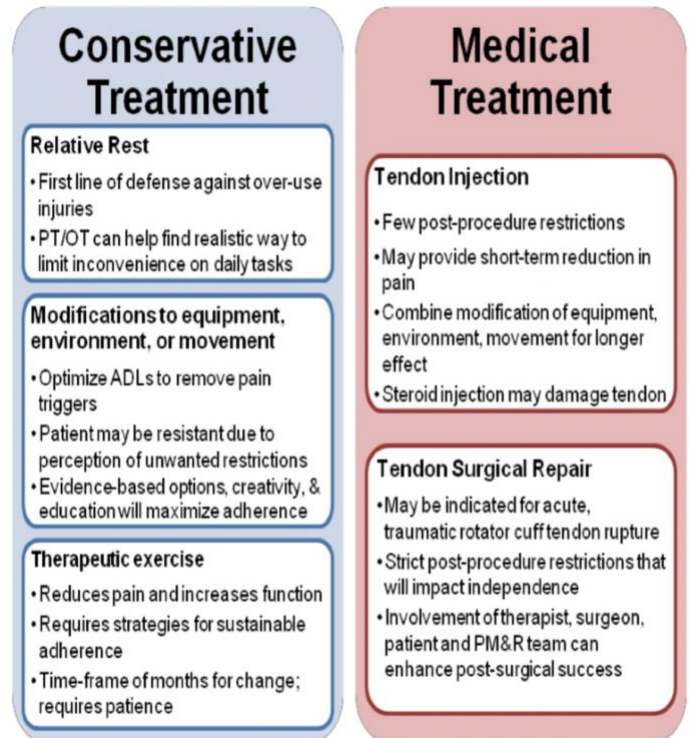 Conservative
Treatment
Relative Rest
•First line of defense against over-use
injuries
•PT/OT can help find realistic way to
limit inconvenience on daily tasks
Modifications to equipment,
environment, or movement
•Optimize ADLs to remove pain
triggers
•Patient may be resistant due to
perception of unwanted restrictions
•Evidence-based options, creativity, &
education will maximize adherence
Therapeutic exercise
•Reduces pain and increases function
•Requires strategies for sustainable
adherence
•Time-frame of months for change;
requires patience
Medical
Treatment
Tendon Injection
•Few post-procedure restrictions
•May provide short-term reduction in
pain
•Combine modification of equipment,
environment, movement for longer
effect
•Steroid injection may damage tendon
Tendon Surgical Repair
•May be indicated for acute,
traumatic rotator cuff tendon rupture
•Strict post-procedure restrictions that
will impact independence
•Involvement of therapist, surgeon,
patient and PM&R team can
enhance post-surgical success